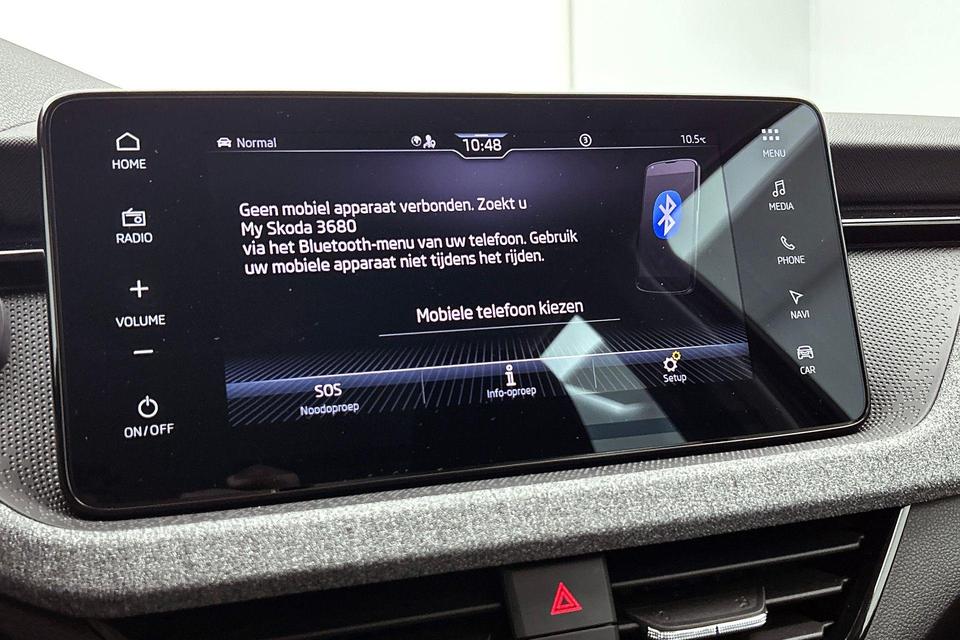 HOME
RADIO
VOLUME
ON/OFF
Normal
10:48
3
10.5°C
Geen mobiel apparaat verbonden. Zoekt u
My Skoda 3680
via het Bluetooth-menu van uw telefoon. Gebruik
uw mobiele apparaat niet tijdens het rijden.
Mobiele telefoon kiezen
SOS
Noodoproep
Info-oproep
Setup
MENU
MEDIA
PHONE
NAVI
CAR